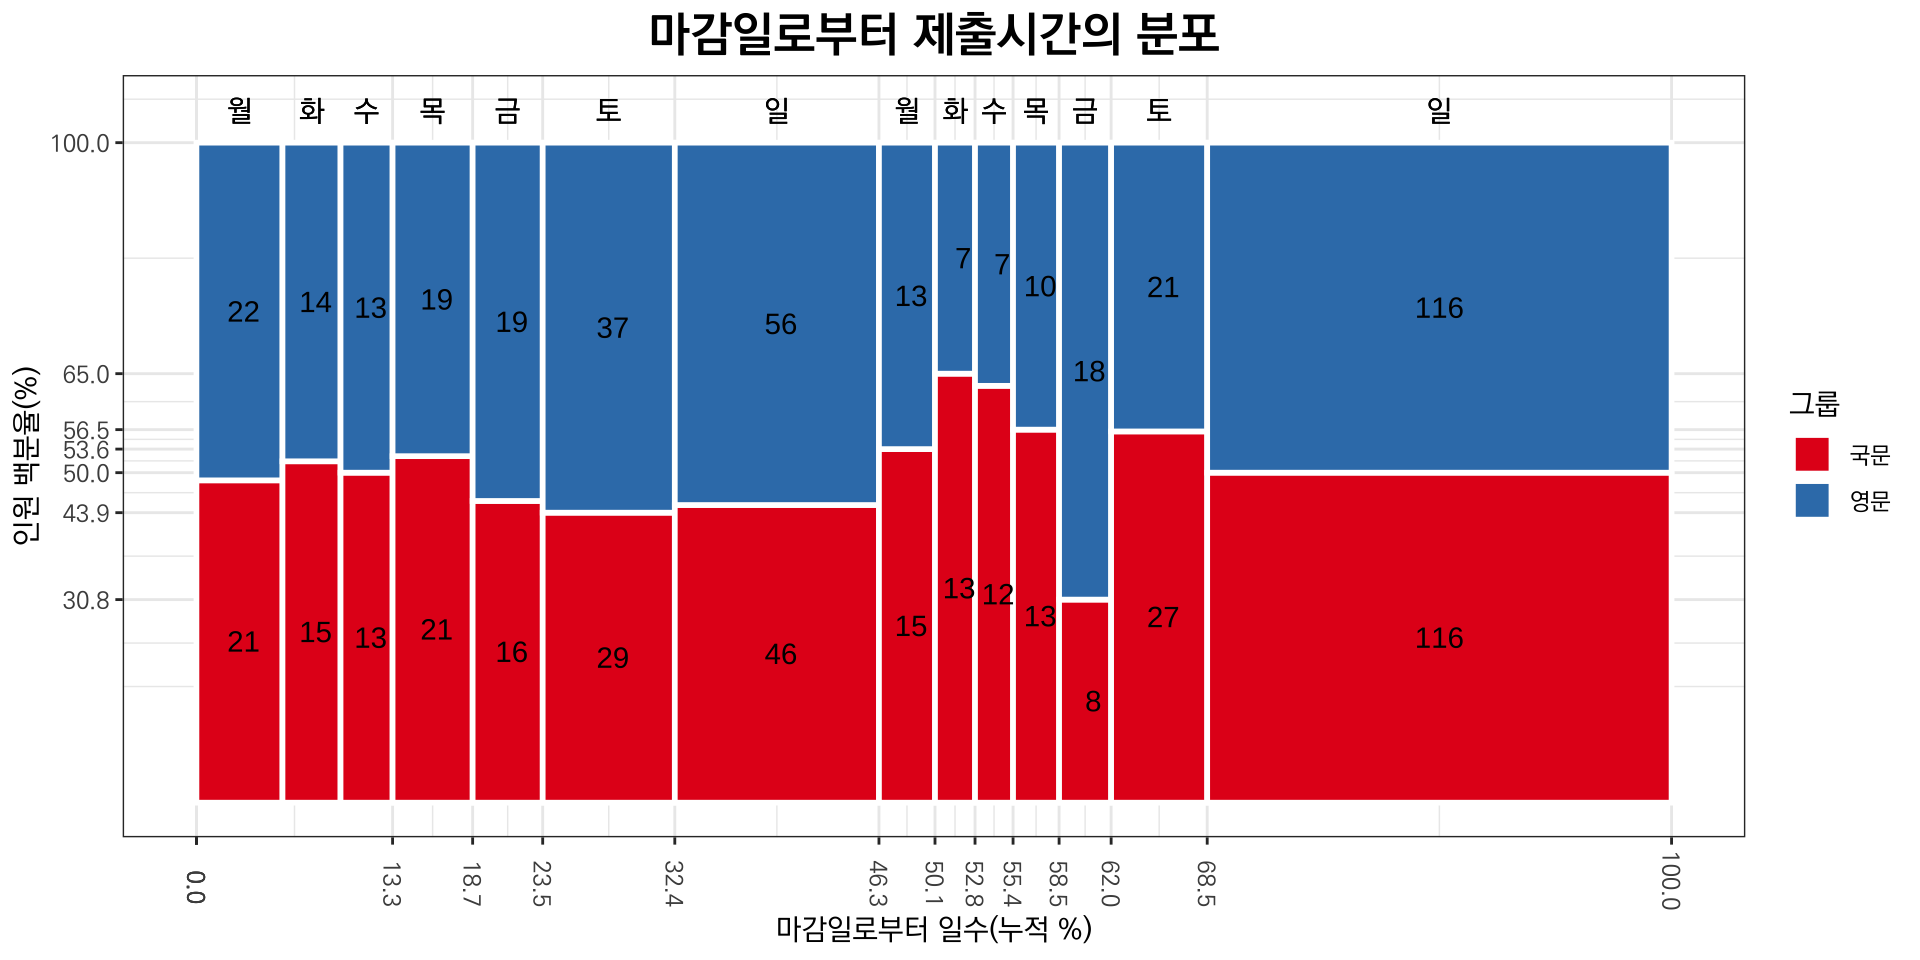 마감일로부터 제출시간의 분포
월 화 수 목 금 토 일 월 화 수 목 금 토 일
100.0
65.0
56.5
53.6
50.0
43.9
30.8
인원 백분율(%)
22 14 13 19 19 37 56 13 7 7 10 18 21 116
21 15 13 21 16 29 46 15 13 12 13 8 27 116
0.0 13.3 18.7 23.5 32.4 46.3 50.1 52.8 55.4 58.5 62.0 68.5 100.0
마감일로부터 일수(누적 %)
그룹
국문
영문